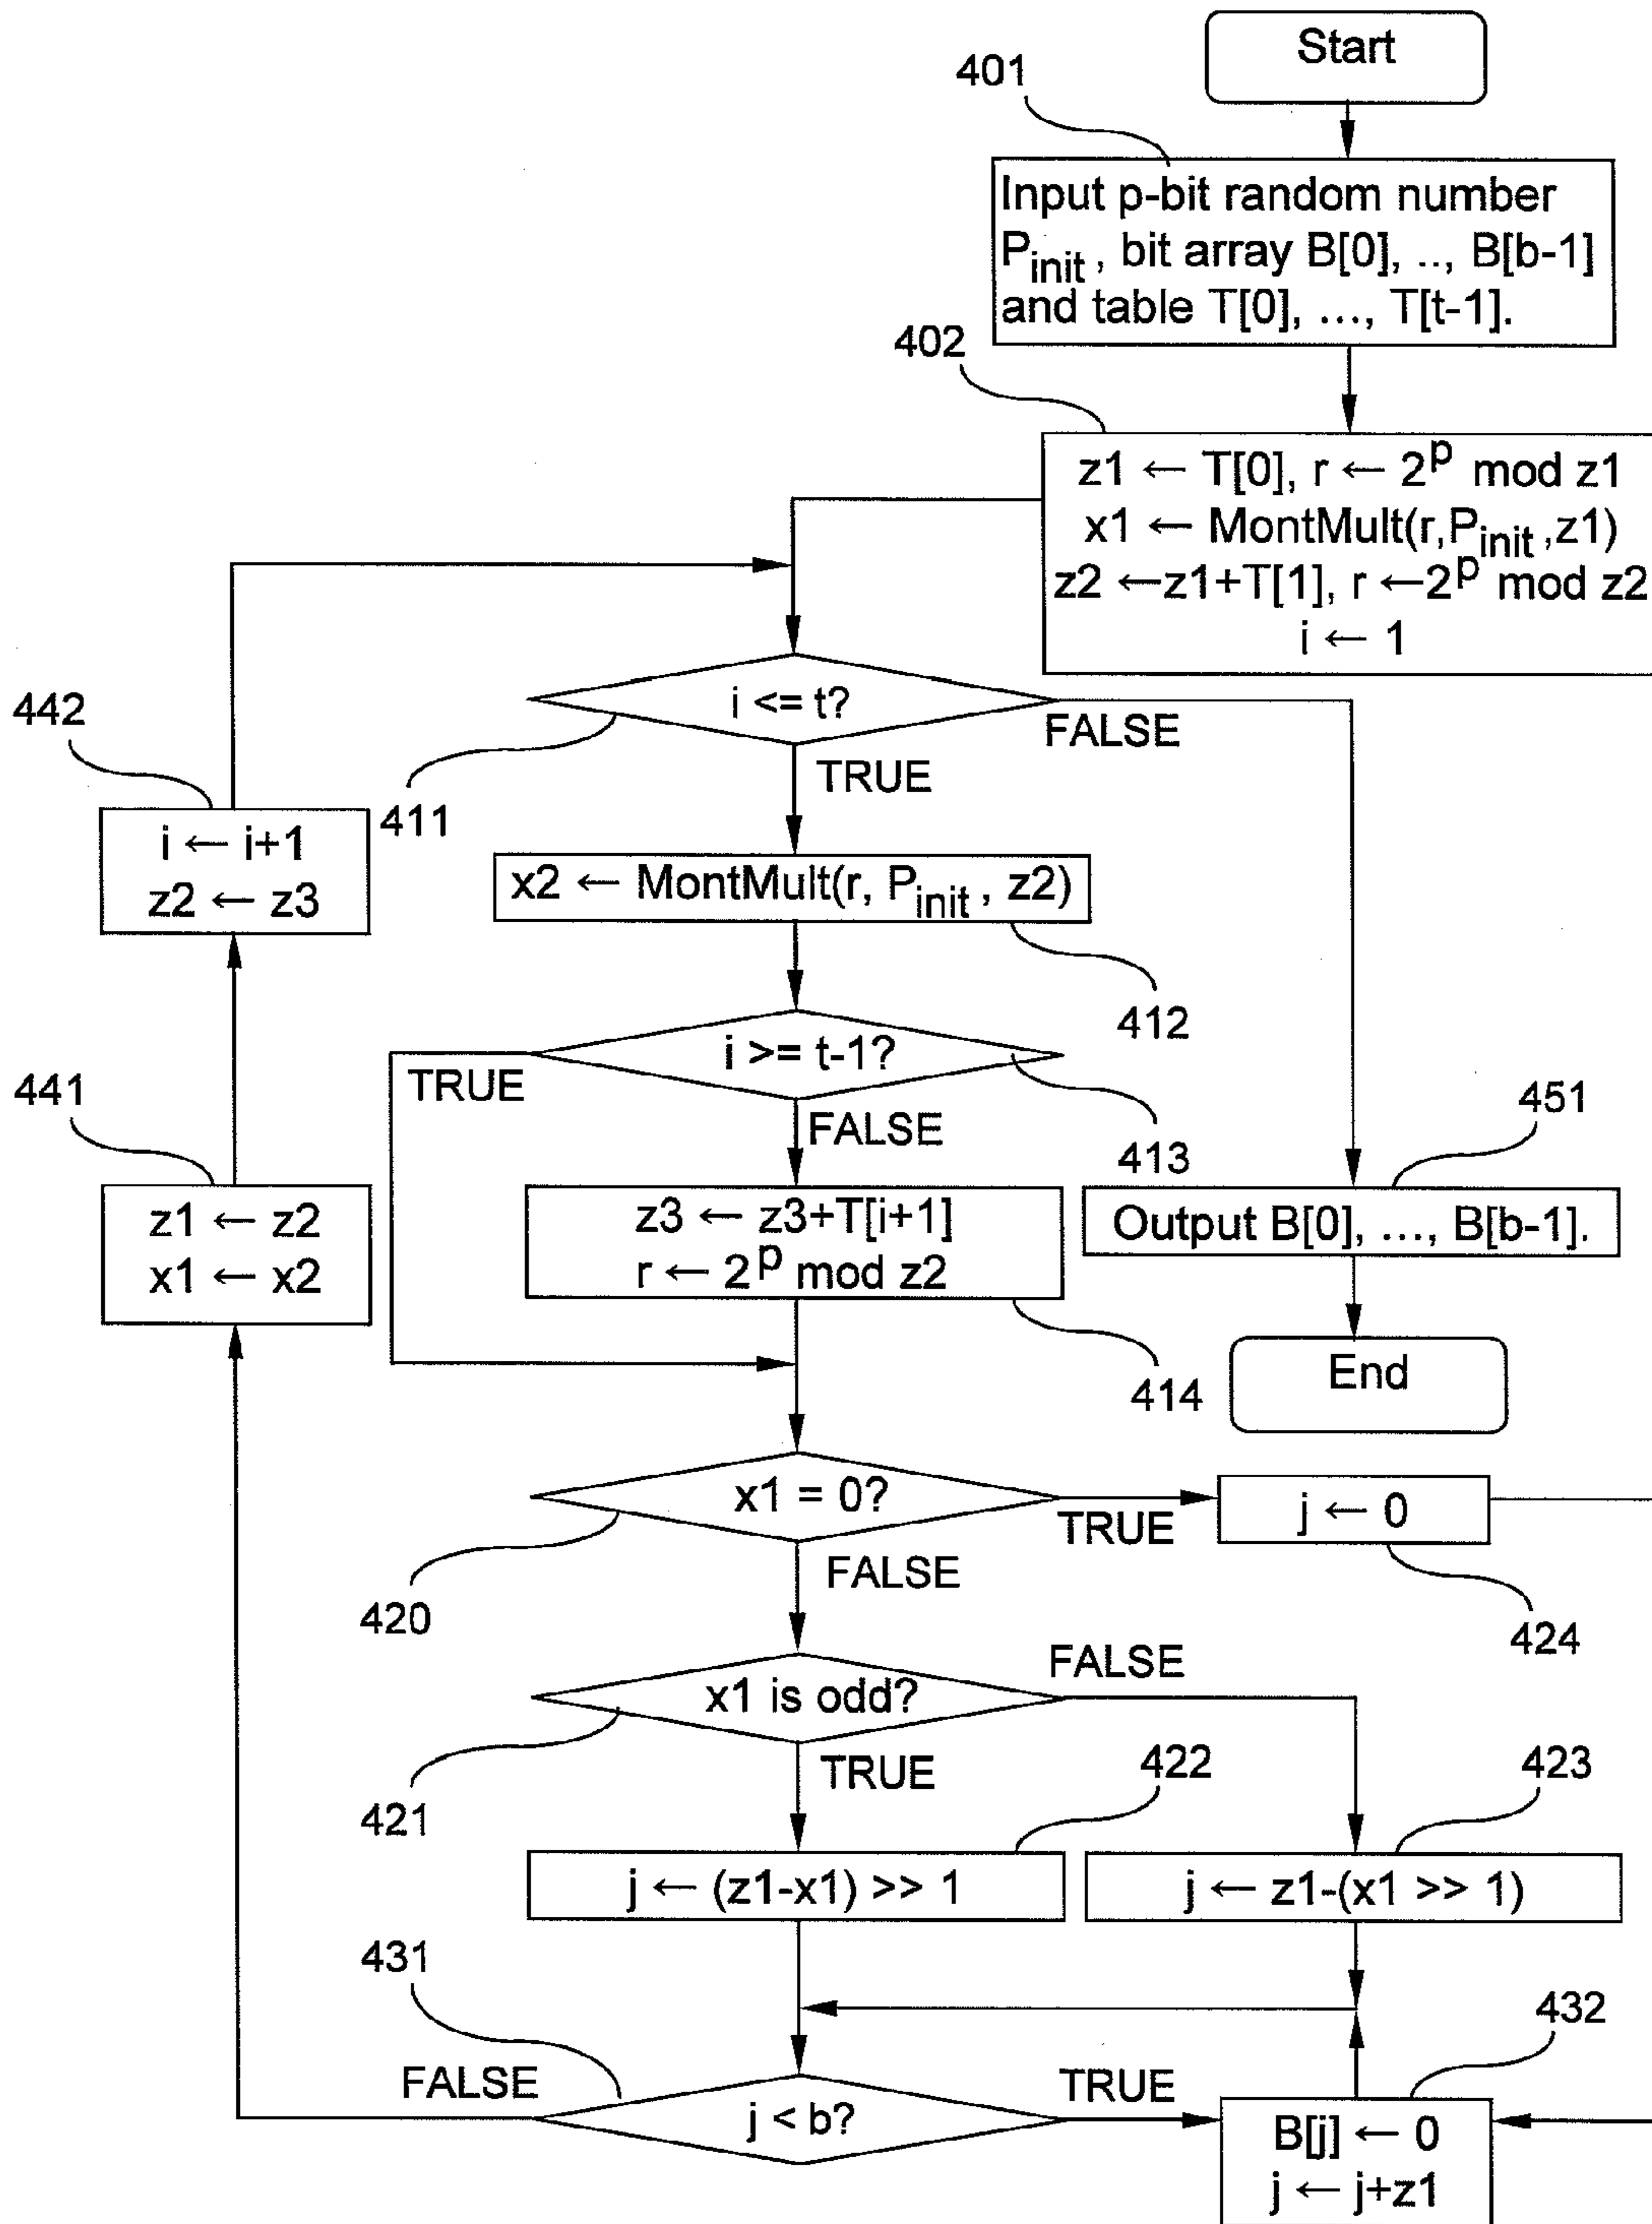 Start
401
Input p-bit random number
Pinit , bit array B[0], .., B[b-1]
and table T[0], ..., T[t-1].
402
z1 ← T[0], r ← 2^p mod z1
x1 ← MontMult(r,Pinit ,z1)
z2 ←z1+T[1], r ←2^p mod z2
i ← 1
i <= t?
FALSE
TRUE
411
442
i ← i+1
z2 ← z3
x2 ← MontMult(r, Pinit , z2)
412
i >= t-1?
TRUE
FALSE
413
441
z1 ← z2
x1 ← x2
z3 ← z3+T[i+1]
r ← 2^p mod z2
414
451
Output B[0], ..., B[b-1].
End
x1 = 0?
TRUE
FALSE
420
j ← 0
424
x1 is odd?
FALSE
TRUE
421
422
j ← (z1-x1) >> 1
423
j ← z1-(x1 >> 1)
431
j < b?
FALSE
TRUE
432
B[j] ← 0
j ← j+z1